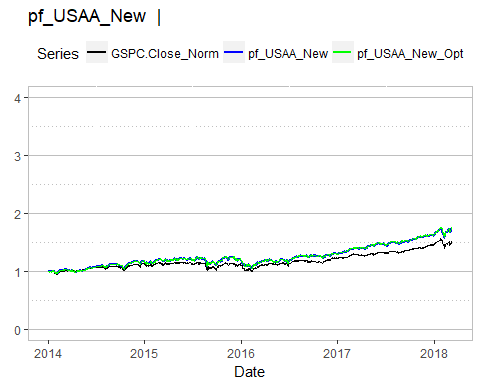 pf_USAA_New |
Series GSPC.Close_Norm pf_USAA_New pf_USAA_New_Opt
4
3
2
1
0
2014 2015 2016 2017 2018
Date